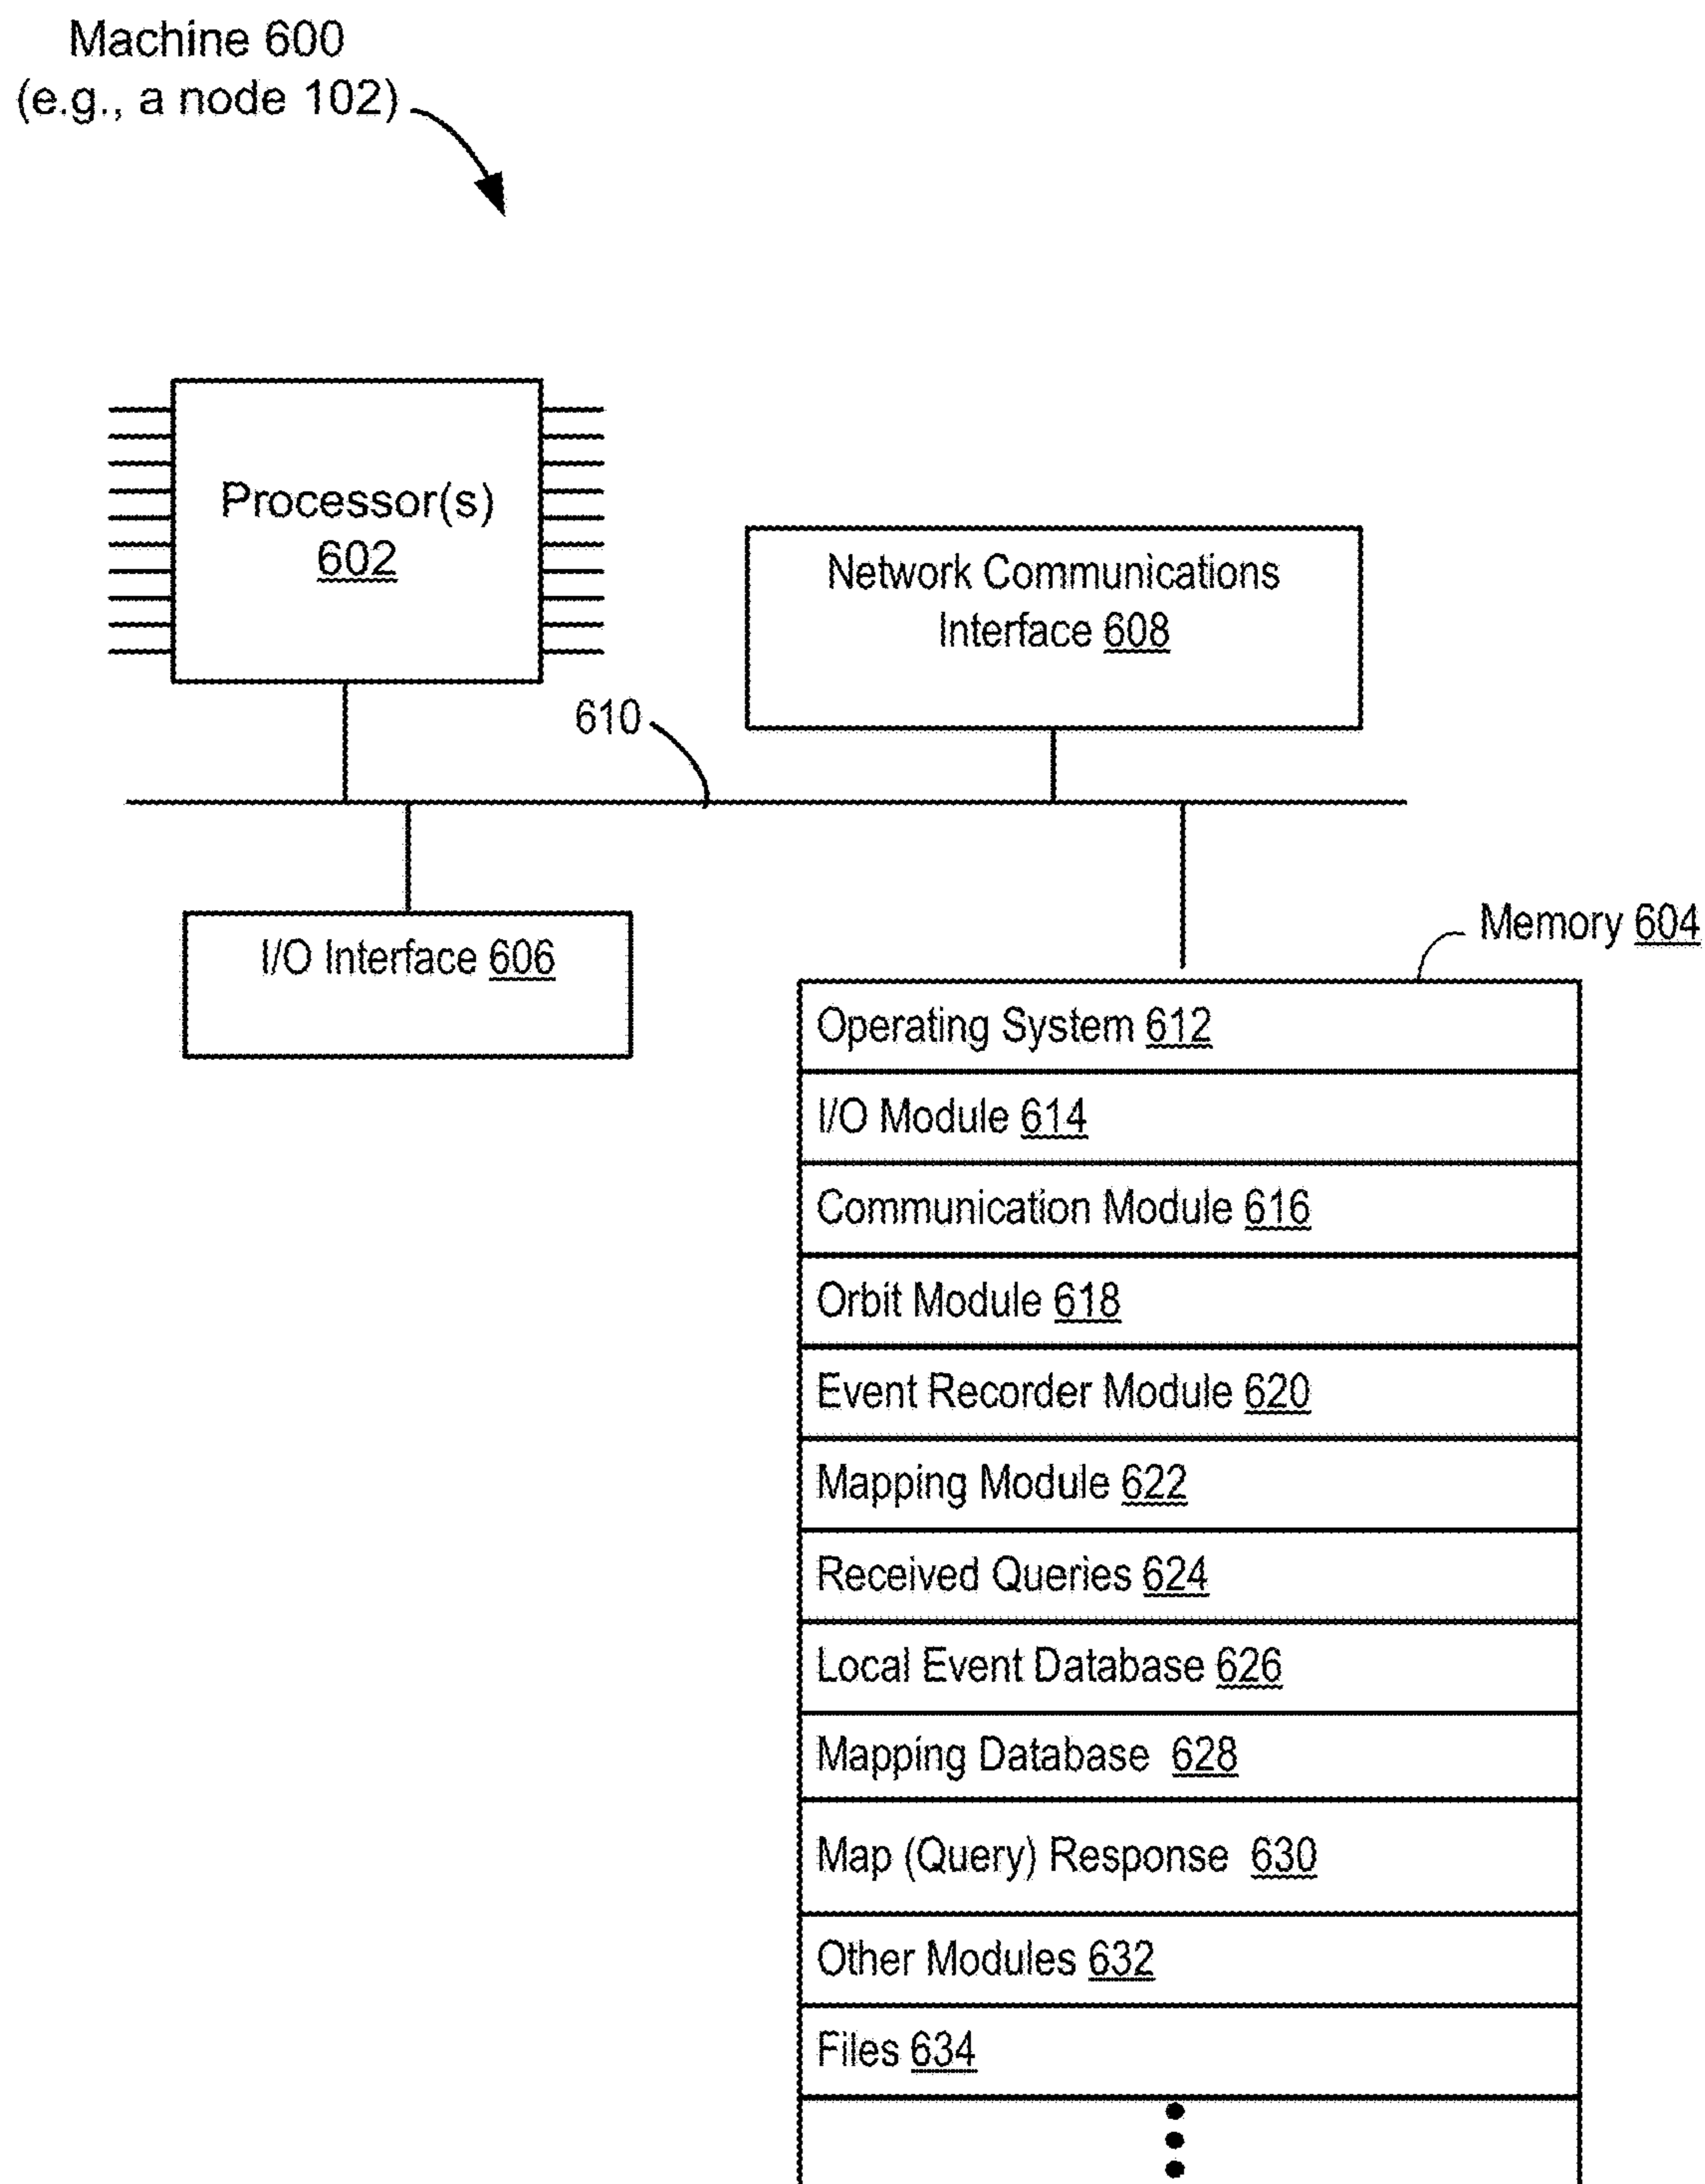 Machine 600
(e.g., a node 102)
Processor(s)
602
Network Communications
Interface 608
610
I/O Interface 606
Memory 604
Operating System 612
I/O Module 614
Communication Module 616
Orbit Module 618
Event Recorder Module 620
Mapping Module 622
Received Queries 624
Local Event Database 626
Mapping Database 628
Map (Query) Response 630
Other Modules 632
Files 634